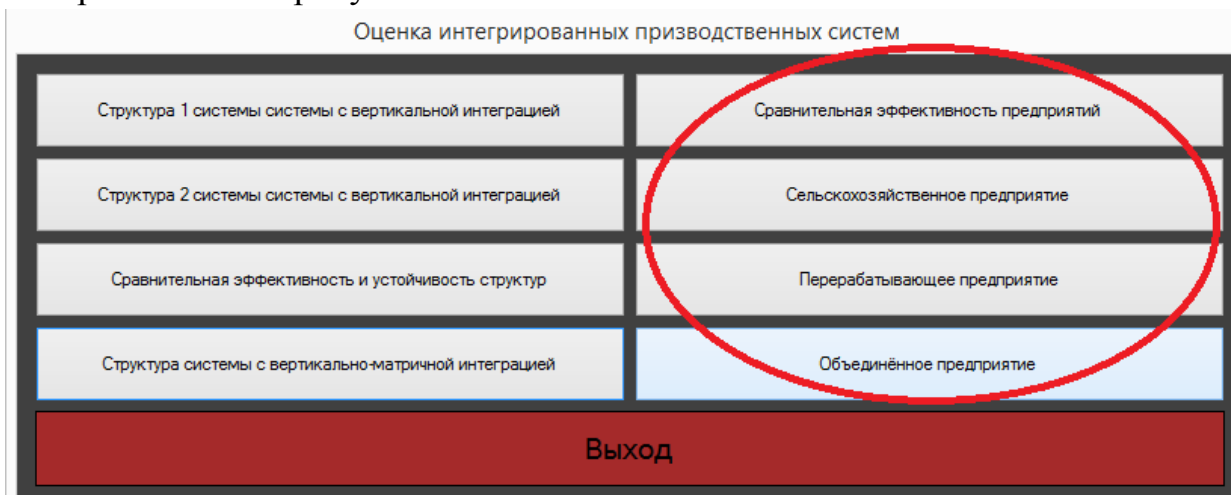 Оценка интегрированных призводственных систем
Структура 1 системы системы с вертикальной интеграцией
Сравнительная эффективность предприятий
Структура 2 системы системы с вертикальной интеграцией
Сельскохозяйственное предприятие
Сравнительная эффективность и устойчивость структур
Перерабатывающее предприятие
Структура системы с вертикально-матричной интеграцией
Объединённое предприятие
Выход